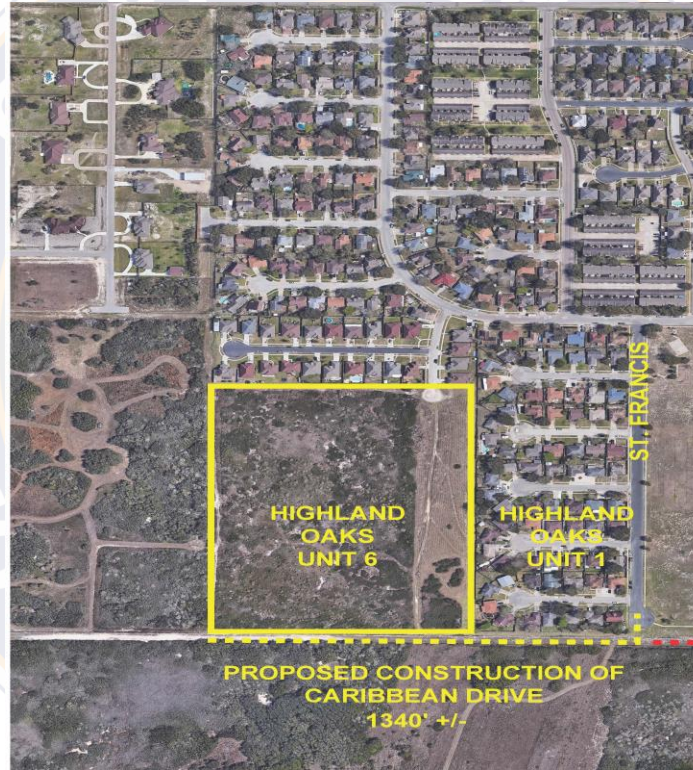 ST. FRANCIS
HIGHLAND
OAKS
UNIT 6
HIGHLAND
OAKS
UNIT 1
PROPOSED CONSTRUCTION OF
CARIBBEAN DRIVE
1340' +/-